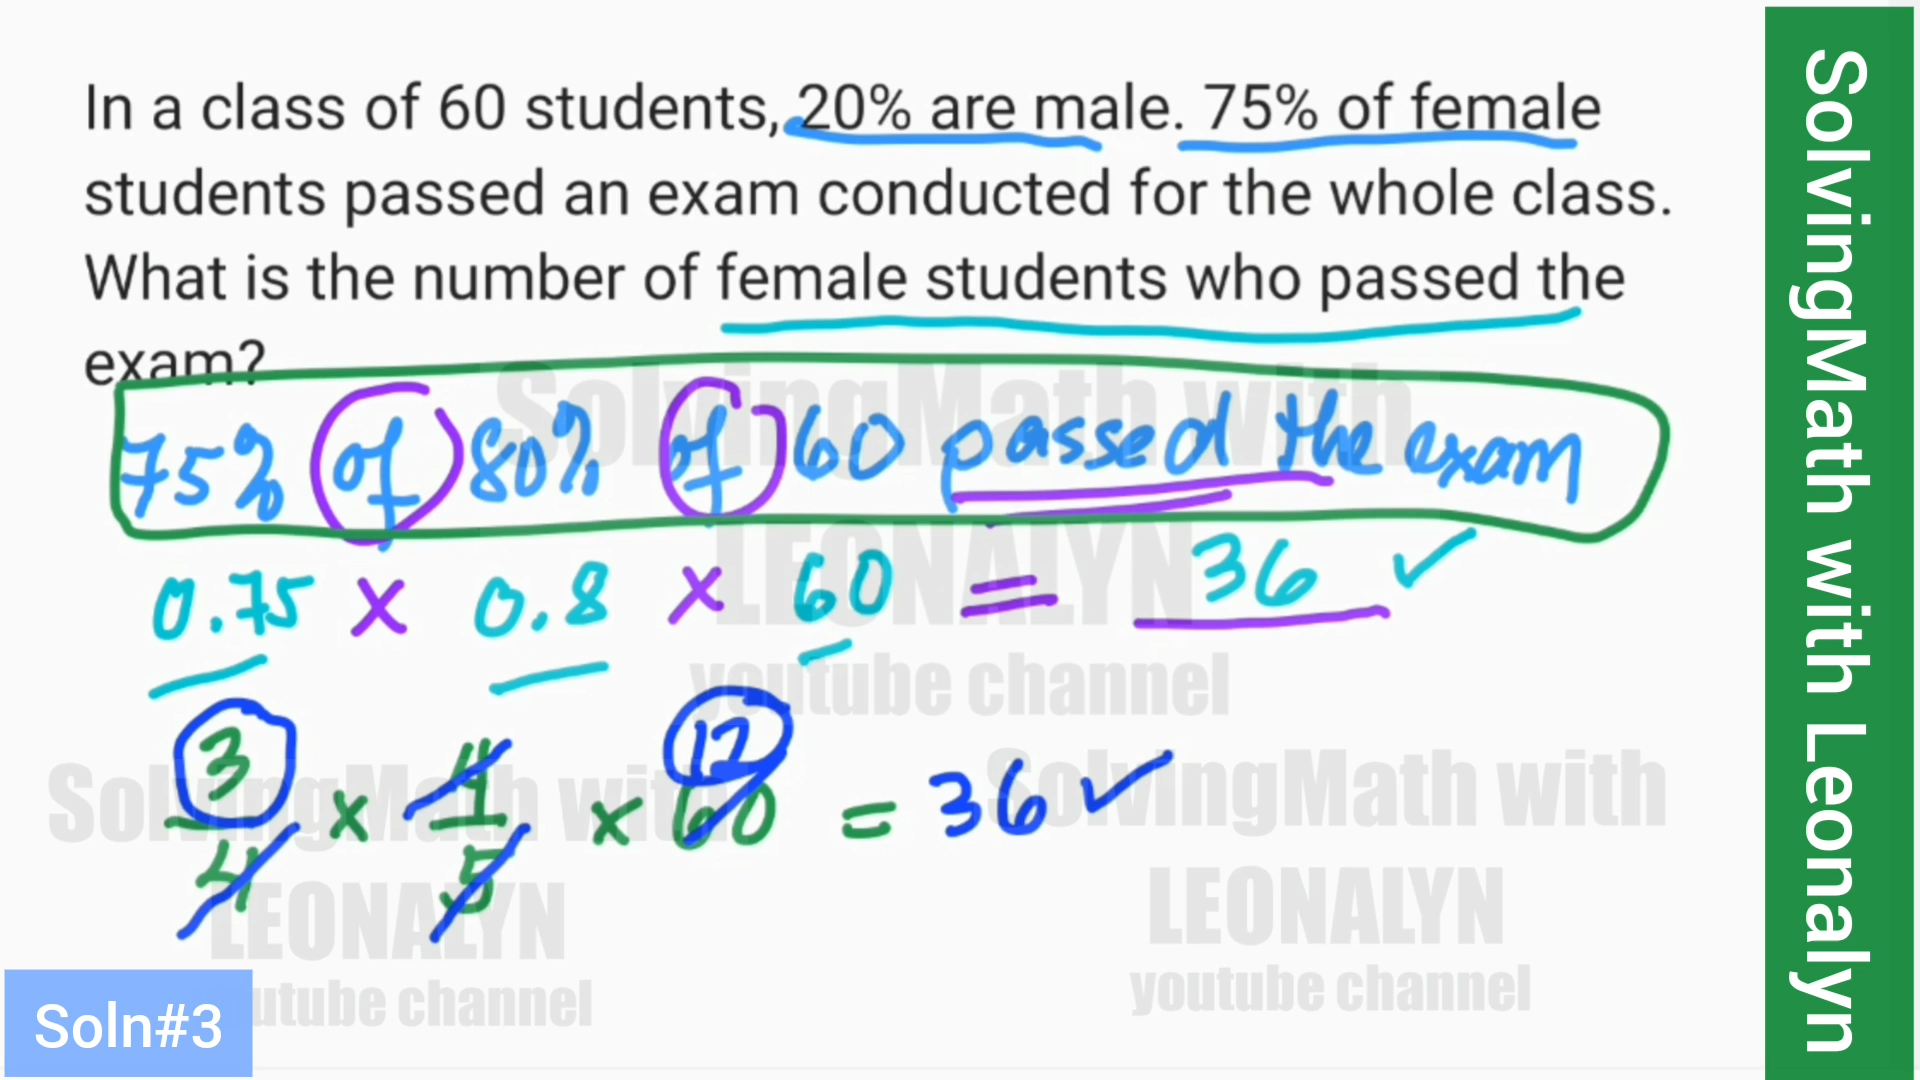 In a class of 60 students, 20% are male. 75% of female
students passed an exam conducted for the whole class.
What is the number of female students who passed the
exam?
75% of 80% of 60 passed the exam
0.75 x 0.8 x 60 = 36 ✓
3/4 x 4/5 x 60 = 36 ✓
12
Soln#3
SolvingMath with Leonalyn
SolvingMath with
LEONALYN
youtube channel
SolvingMath with
LEONALYN
youtube channel
SolvingMath with
LEONALYN
youtube channel